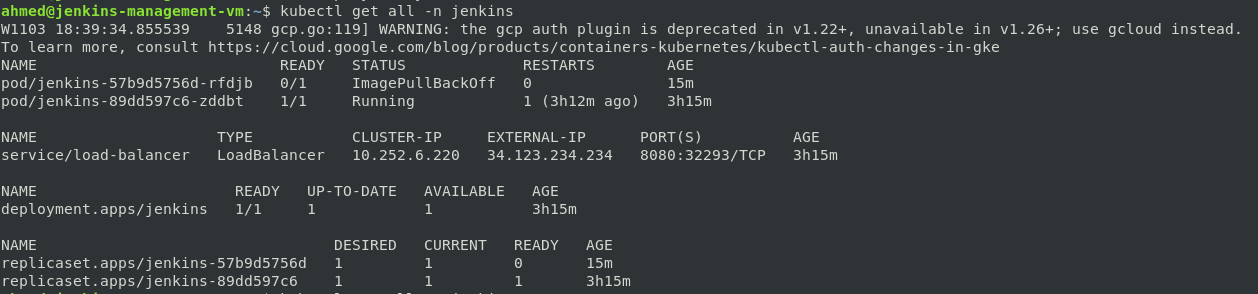 ahmed@jenkins-management-vm:~$ kubectl get all -n jenkins
W1103 18:39:34.855539    5148 gcp.go:119] WARNING: the gcp auth plugin is deprecated in v1.22+, unavailable in v1.26+; use gcloud instead.
To learn more, consult https://cloud.google.com/blog/products/containers-kubernetes/kubectl-auth-changes-in-gke
NAME                           READY   STATUS             RESTARTS        AGE
pod/jenkins-57b9d5756d-rfdjb   0/1     ImagePullBackOff   0               15m
pod/jenkins-89dd597c6-zddbt    1/1     Running            1 (3h12m ago)   3h15m
NAME                    TYPE           CLUSTER-IP     EXTERNAL-IP      PORT(S)          AGE
service/load-balancer   LoadBalancer   10.252.6.220   34.123.234.234   8080:32293/TCP   3h15m
NAME                      READY   UP-TO-DATE   AVAILABLE   AGE
deployment.apps/jenkins   1/1     1            1           3h15m
NAME                                 DESIRED   CURRENT   READY   AGE
replicaset.apps/jenkins-57b9d5756d   1         1         0       15m
replicaset.apps/jenkins-89dd597c6    1         1         1       3h15m